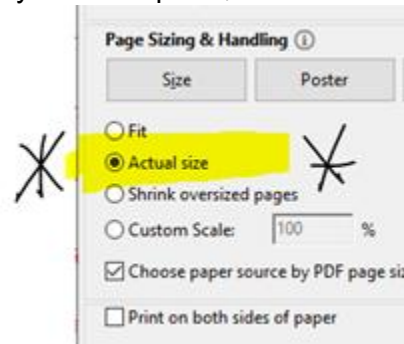 Page Sizing & Handling
Size Poster
Fit
Actual size
Shrink oversized pages
Custom Scale: 100 %
Choose paper source by PDF page
Print on both sides of paper